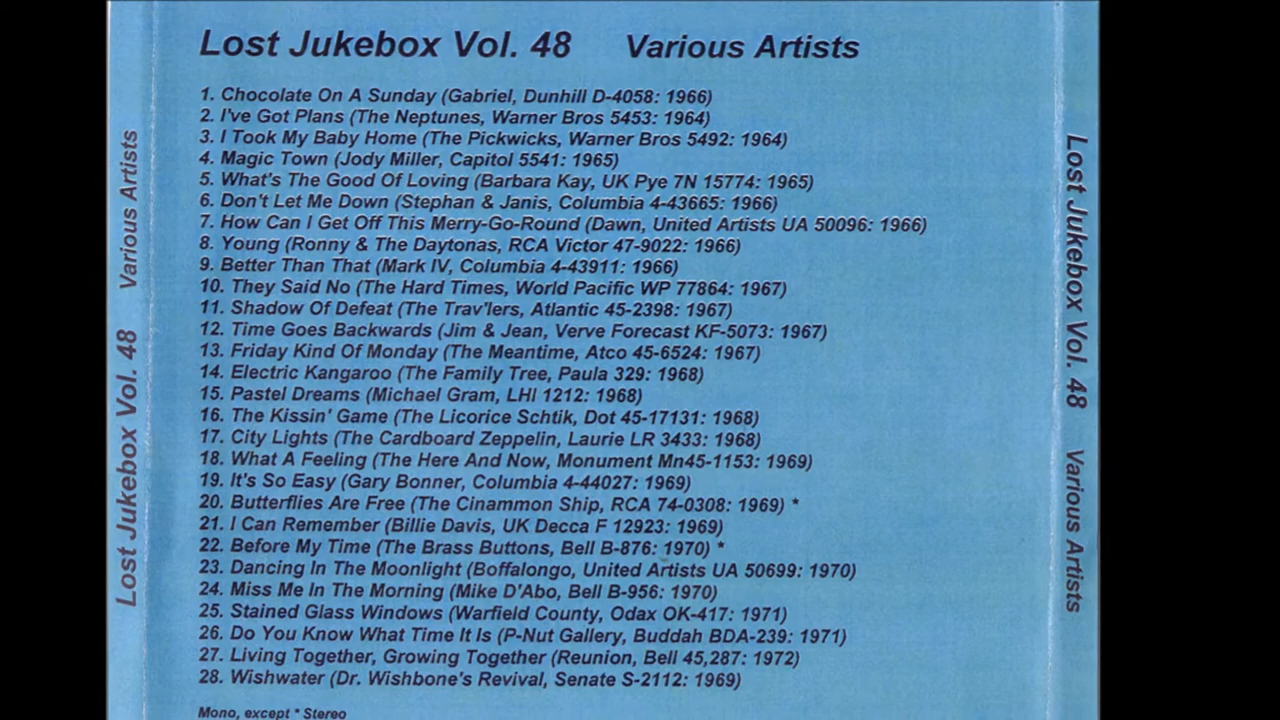 Lost Jukebox Vol. 48 Various Artists
1. Chocolate On A Sunday (Gabriel, Dunhill D-4058: 1966)
2. I've Got Plans (The Neptunes, Warner Bros 5453: 1964)
3. I Took My Baby Home (The Pickwicks, Warner Bros 5492: 1964)
4. Magic Town (Jody Miller, Capitol 5541: 1965)
5. What's The Good Of Loving (Barbara Kay, UK Pye 7N 15774: 1965)
6. Don't Let Me Down (Stephan & Janis, Columbia 4-43665: 1966)
7. How Can I Get Off This Merry-Go-Round (Dawn, United Artists UA 50096: 1966)
8. Young (Ronny & The Daytonas, RCA Victor 47-9022: 1966)
9. Better Than That (Mark IV, Columbia 4-43911: 1966)
10. They Said No (The Hard Times, World Pacific WP 77864: 1967)
11. Shadow Of Defeat (The Trav'lers, Atlantic 45-2398: 1967)
12. Time Goes Backwards (Jim & Jean, Verve Forecast KF-5073: 1967)
13. Friday Kind Of Monday (The Meantime, Atco 45-6524: 1967)
14. Electric Kangaroo (The Family Tree, Paula 329: 1968)
15. Pastel Dreams (Michael Gram, LHI 1212: 1968)
16. The Kissin' Game (The Licorice Schtik, Dot 45-17131: 1968)
17. City Lights (The Cardboard Zeppelin, Laurie LR 3433: 1968)
18. What A Feeling (The Here And Now, Monument Mn45-1153: 1969)
19. It's So Easy (Gary Bonner, Columbia 4-44027: 1969)
20. Butterflies Are Free (The Cinammon Ship, RCA 74-0308: 1969) *
21. I Can Remember (Billie Davis, UK Decca F 12923: 1969)
22. Before My Time (The Brass Buttons, Bell B-876: 1970) *
23. Dancing In The Moonlight (Boffalongo, United Artists UA 50699: 1970)
24. Miss Me In The Morning (Mike D'Abo, Bell B-956: 1970)
25. Stained Glass Windows (Warfield County, Odax OK-417: 1971)
26. Do You Know What Time It Is (P-Nut Gallery, Buddah BDA-239: 1971)
27. Living Together, Growing Together (Reunion, Bell 45,287: 1972)
28. Wishwater (Dr. Wishbone's Revival, Senate S-2112: 1969)
Mono, except * Stereo
Lost Jukebox Vol. 48 Various Artists
Lost Jukebox Vol. 48 Various Artists